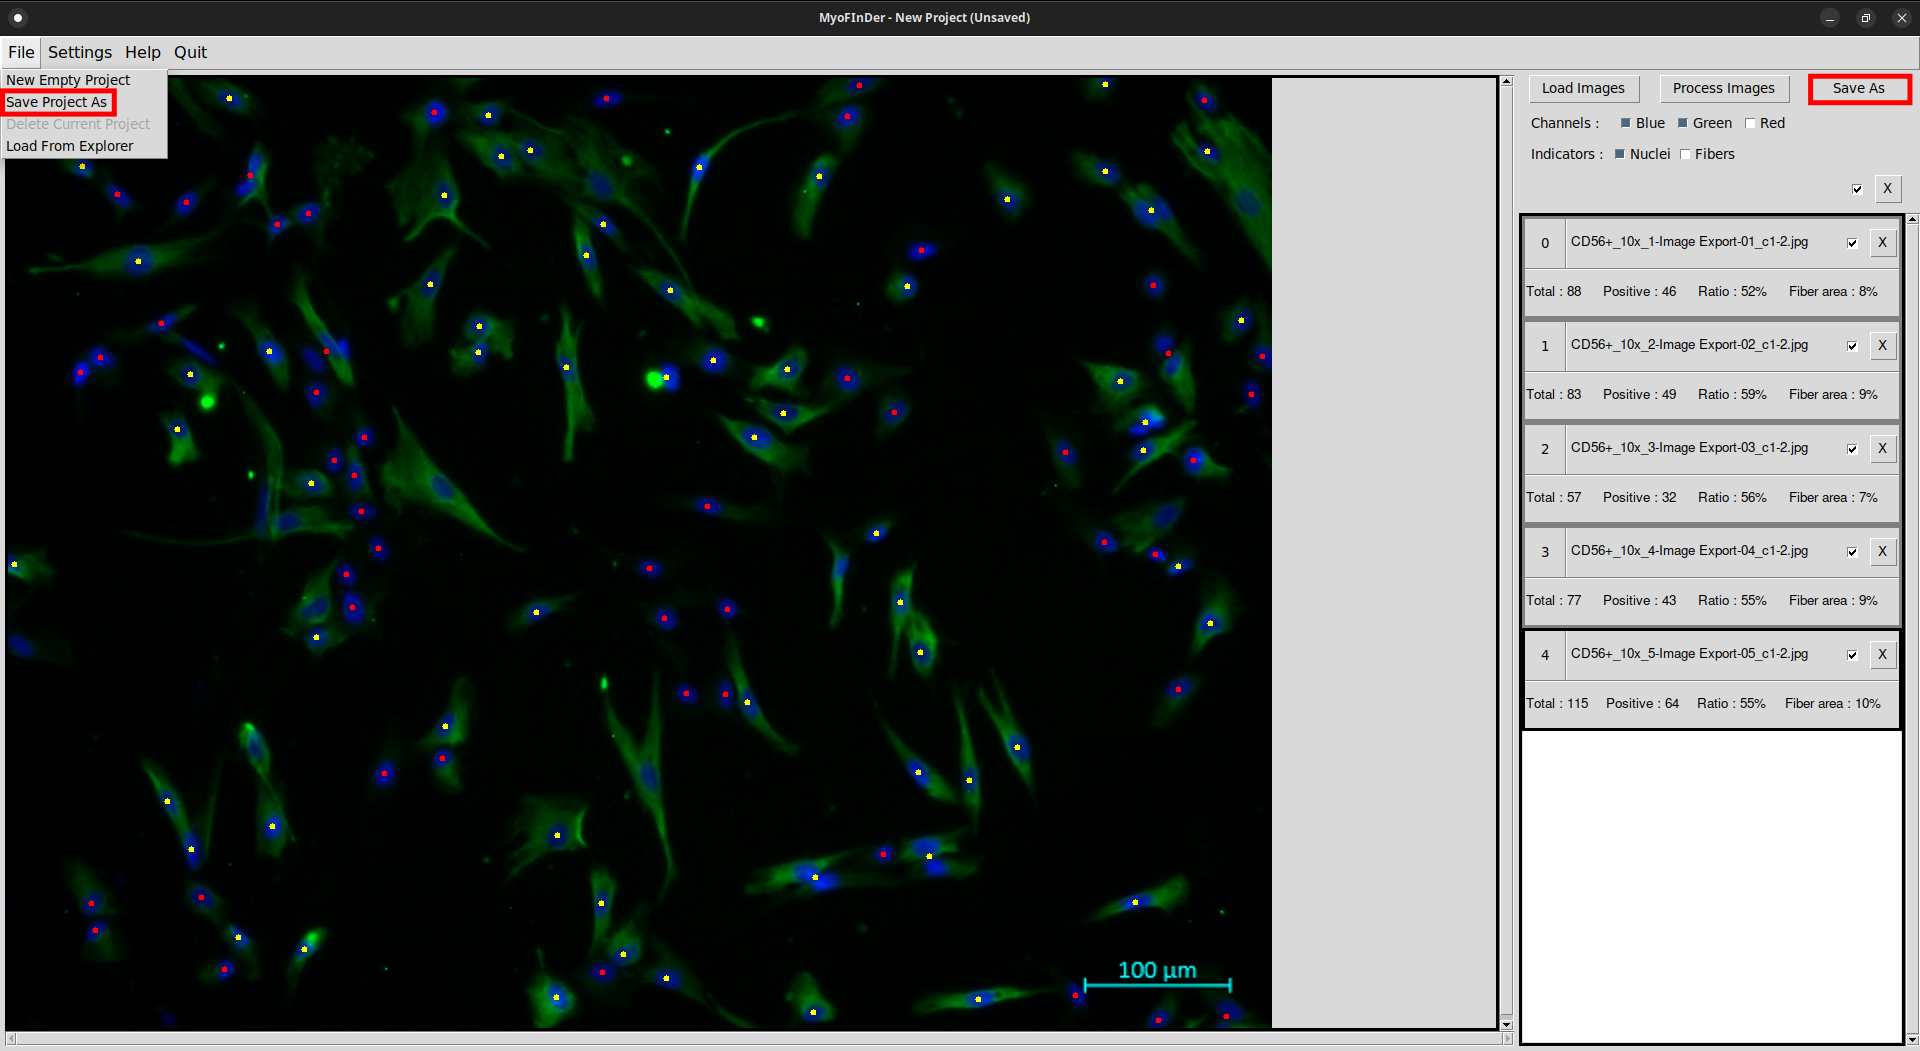 MyoFInDer - New Project (Unsaved)
File Settings Help Quit
New Empty Project
Save Project As
Delete Current Project
Load From Explorer
100 µm
Load Images Process Images Save As
Channels : Blue Green Red
Indicators : Nuclei Fibers
X
0 CD56+_10x_1-Image Export-01_c1-2.jpg X
Total : 88 Positive : 46 Ratio : 52% Fiber area : 8%
1 CD56+_10x_2-Image Export-02_c1-2.jpg X
Total : 83 Positive : 49 Ratio : 59% Fiber area : 9%
2 CD56+_10x_3-Image Export-03_c1-2.jpg X
Total : 57 Positive : 32 Ratio : 56% Fiber area : 7%
3 CD56+_10x_4-Image Export-04_c1-2.jpg X
Total : 77 Positive : 43 Ratio : 55% Fiber area : 9%
4 CD56+_10x_5-Image Export-05_c1-2.jpg X
Total : 115 Positive : 64 Ratio : 55% Fiber area : 10%